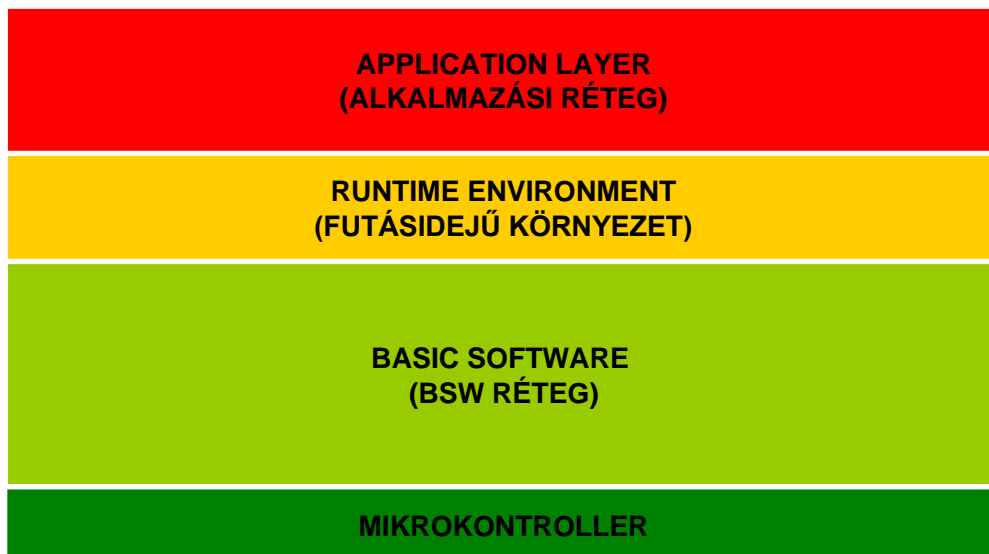 APPLICATION LAYER
(ALKALMAZÁSI RÉTEG)
RUNTIME ENVIRONMENT
(FUTÁSIDEJŰ KÖRNYEZET)
BASIC SOFTWARE
(BSW RÉTEG)
MIKROKONTROLLER